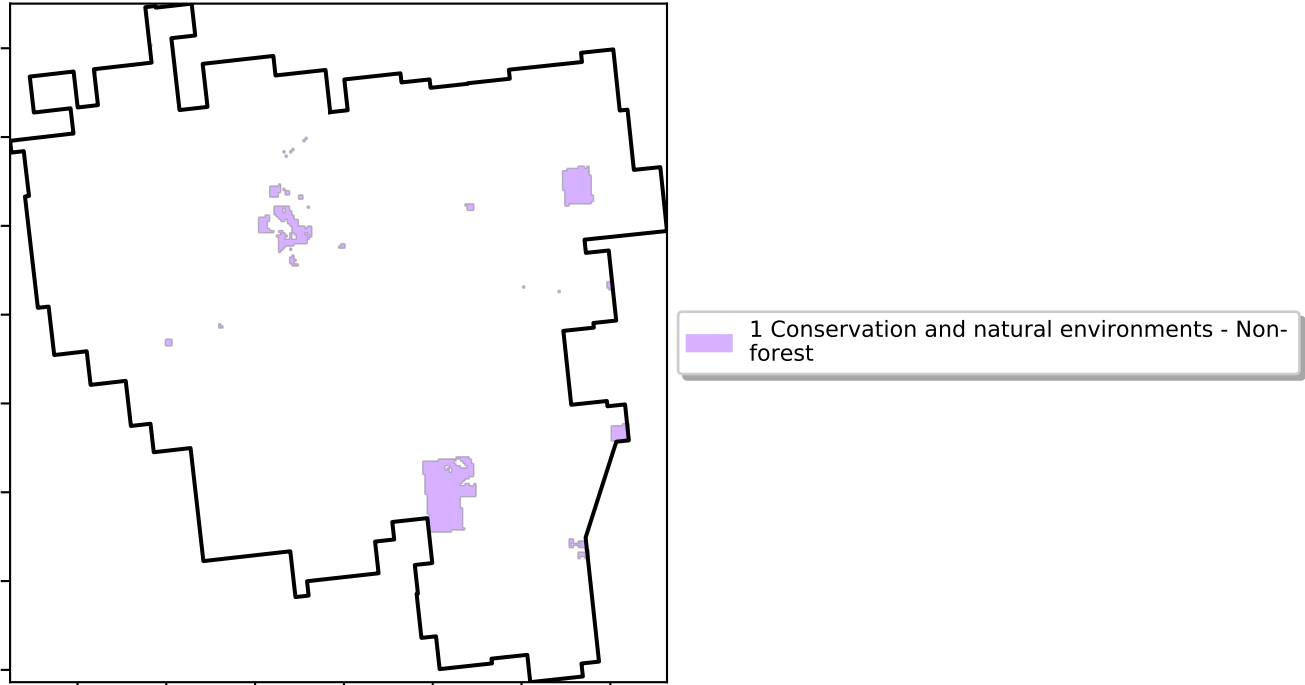 1 Conservation and natural environments - Non-
forest